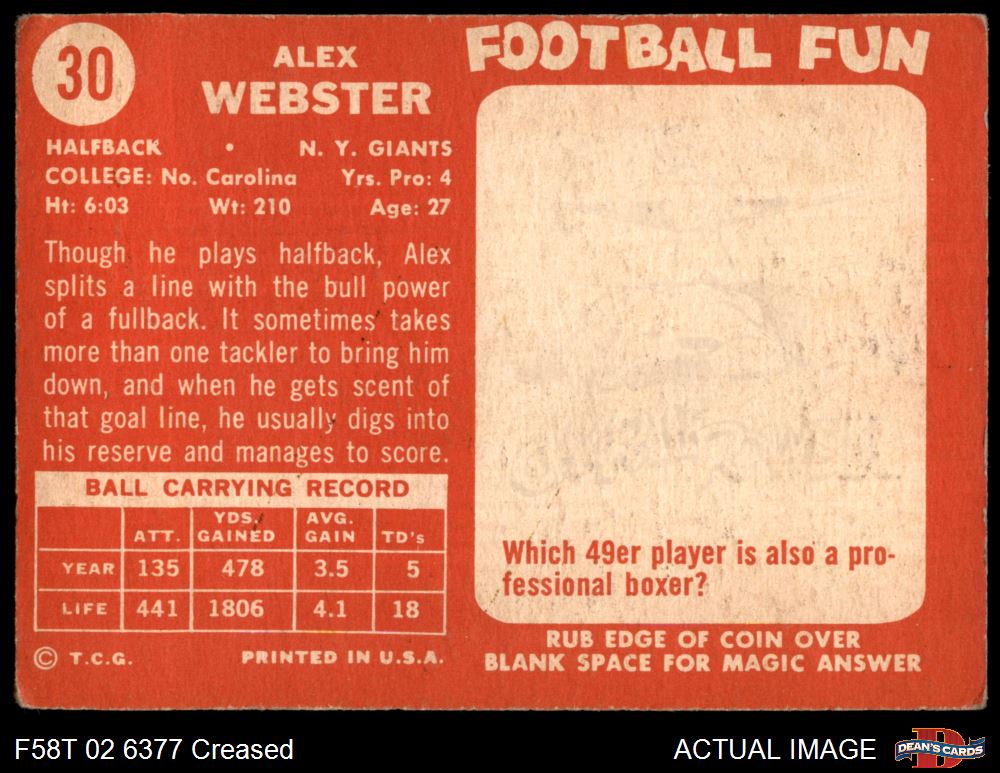 30
ALEX
WEBSTER
HALFBACK • N. Y. GIANTS
COLLEGE: No. Carolina Yrs. Pro: 4
Ht: 6:03 Wt: 210 Age: 27
Though he plays halfback, Alex
splits a line with the bull power
of a fullback. It sometimes takes
more than one tackler to bring him
down, and when he gets scent of
that goal line, he usually digs into
his reserve and manages to score.
BALL CARRYING RECORD
ATT. YDS. GAINED AVG. GAIN TD's
YEAR 135 478 3.5 5
LIFE 441 1806 4.1 18
© T.C.G. PRINTED IN U.S.A.
FOOTBALL FUN
Which 49er player is also a pro-
fessional boxer?
RUB EDGE OF COIN OVER
BLANK SPACE FOR MAGIC ANSWER
F58T 02 6377 Creased
ACTUAL IMAGE
D
DEAN'S CARDS